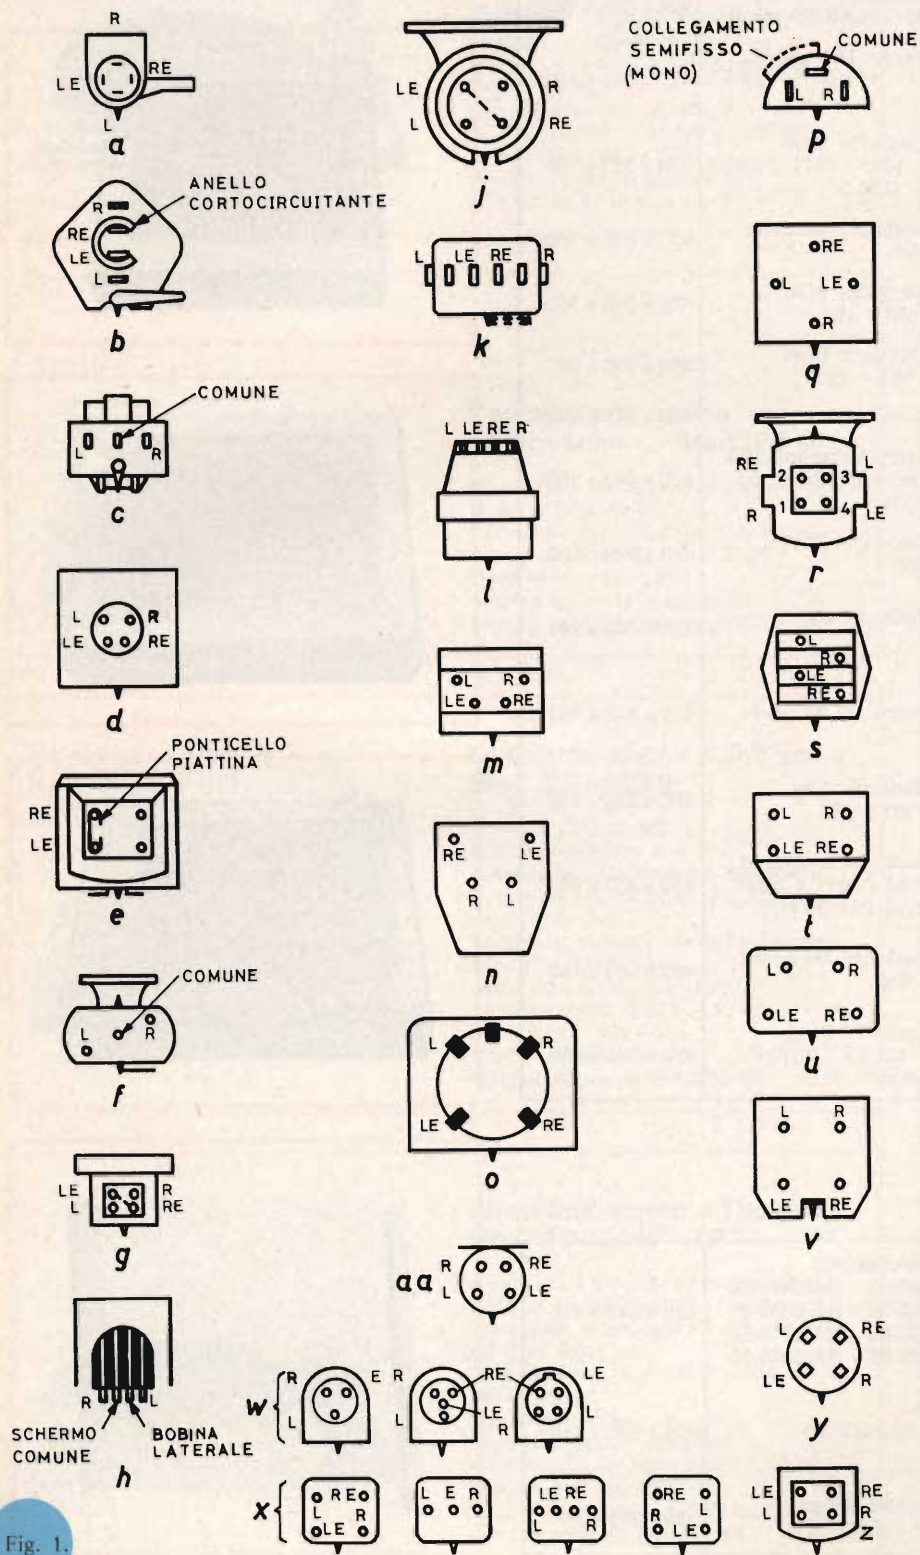 R
LE RE
L
a
ANELLO
CORTOCIRCUITANTE
R
RE
LE
L
b
COMUNE
L R
c
L R
LE RE
d
PONTICELLO
PIATTINA
RE
LE
e
COMUNE
L R
f
LE R
L RE
g
R L
SCHERMO
COMUNE
BOBINA
LATERALE
h
Fig. 1.
LE R
L RE
j
L LE RE R
k
L LE RE R
l
L R
LE RE
m
RE LE
R L
n
L R
LE RE
o
aa
R RE
L LE
w
R E
L
R RE
L LE
R
LE
L
x
R E
L R
LE
L E R
LE RE
L R
RE L
R
LE
COLLEGAMENTO
SEMIFISSO
(MONO)
COMUNE
L R
p
RE
L LE
R
q
RE 2 3 L
R 1 4 LE
r
L
R
LE
RE
s
L R
LE RE
t
L R
LE RE
u
L R
LE RE
v
L RE
LE R
y
LE RE
L R
z